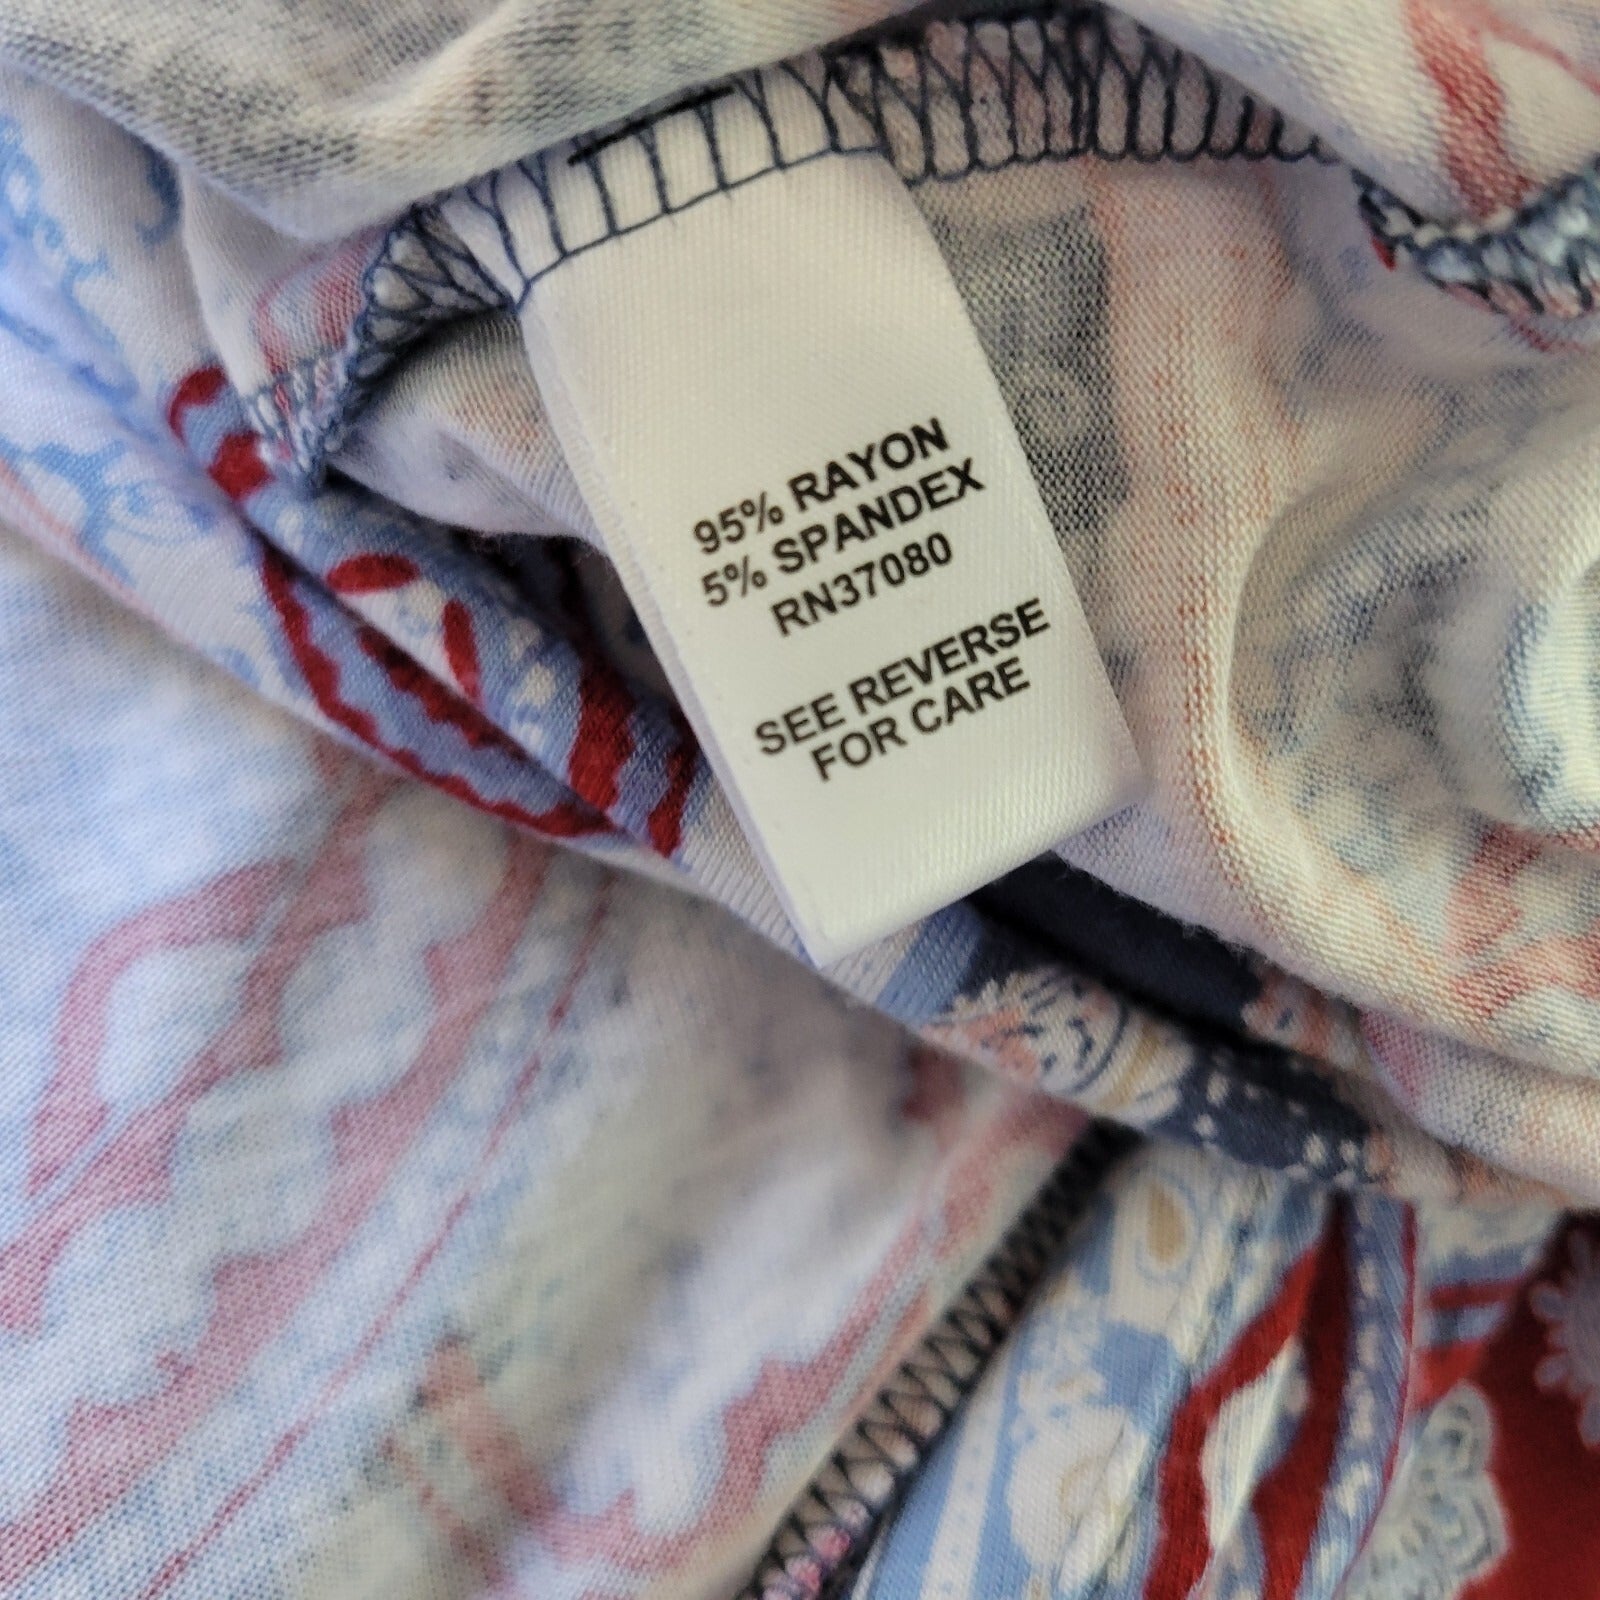 95% RAYON
5% SPANDEX
RN37080
SEE REVERSE
FOR CARE